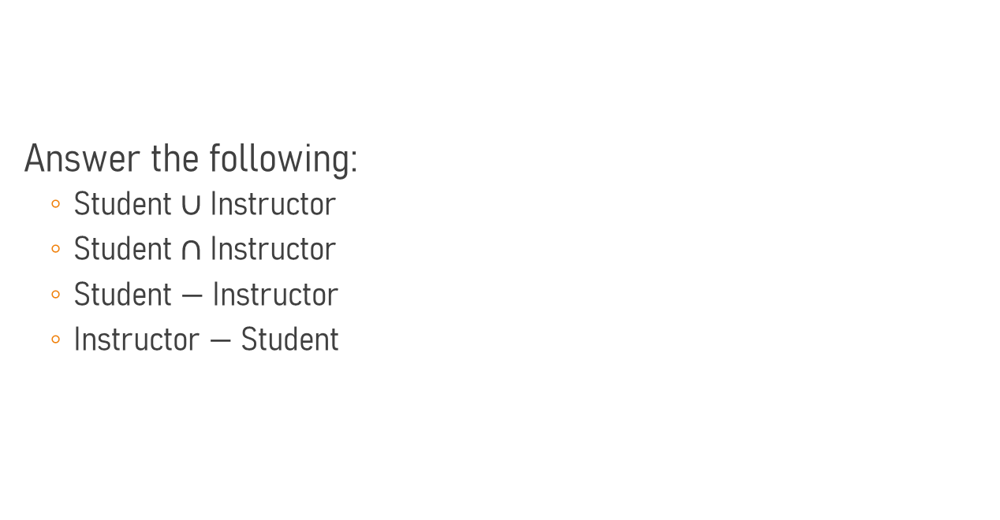 Answer the following:
◦ Student ∪ Instructor
◦ Student ∩ Instructor
◦ Student — Instructor
◦ Instructor — Student